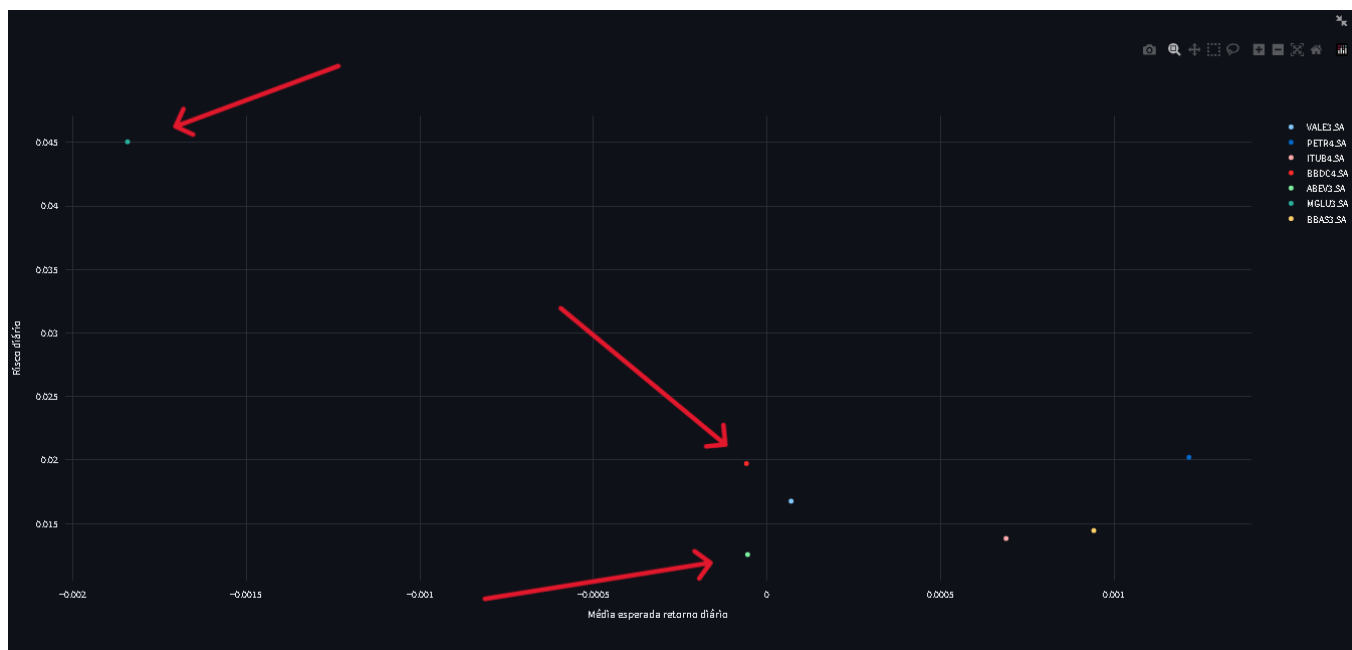 VALE3.SA
PETR4.SA
ITUB4.SA
BBDC4.SA
ABEV3.SA
MGLU3.SA
BBAS3.SA
0.045
0.04
0.035
0.03
0.025
0.02
0.015
Risco diário
−0.002
−0.0015
−0.001
−0.0005
0
0.0005
0.001
Média esperada retorno diário